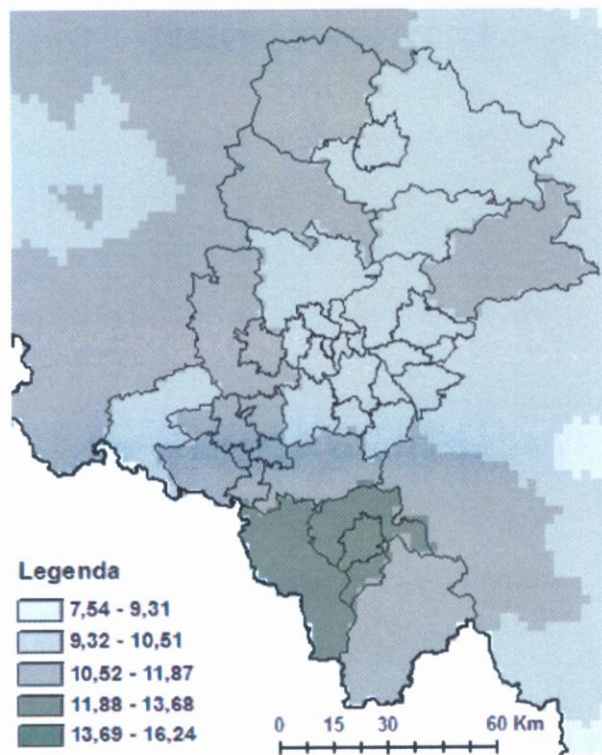 Legenda
7,54 - 9,31
9,32 - 10,51
10,52 - 11,87
11,88 - 13,68
13,69 - 16,24
0 15 30 60 Km